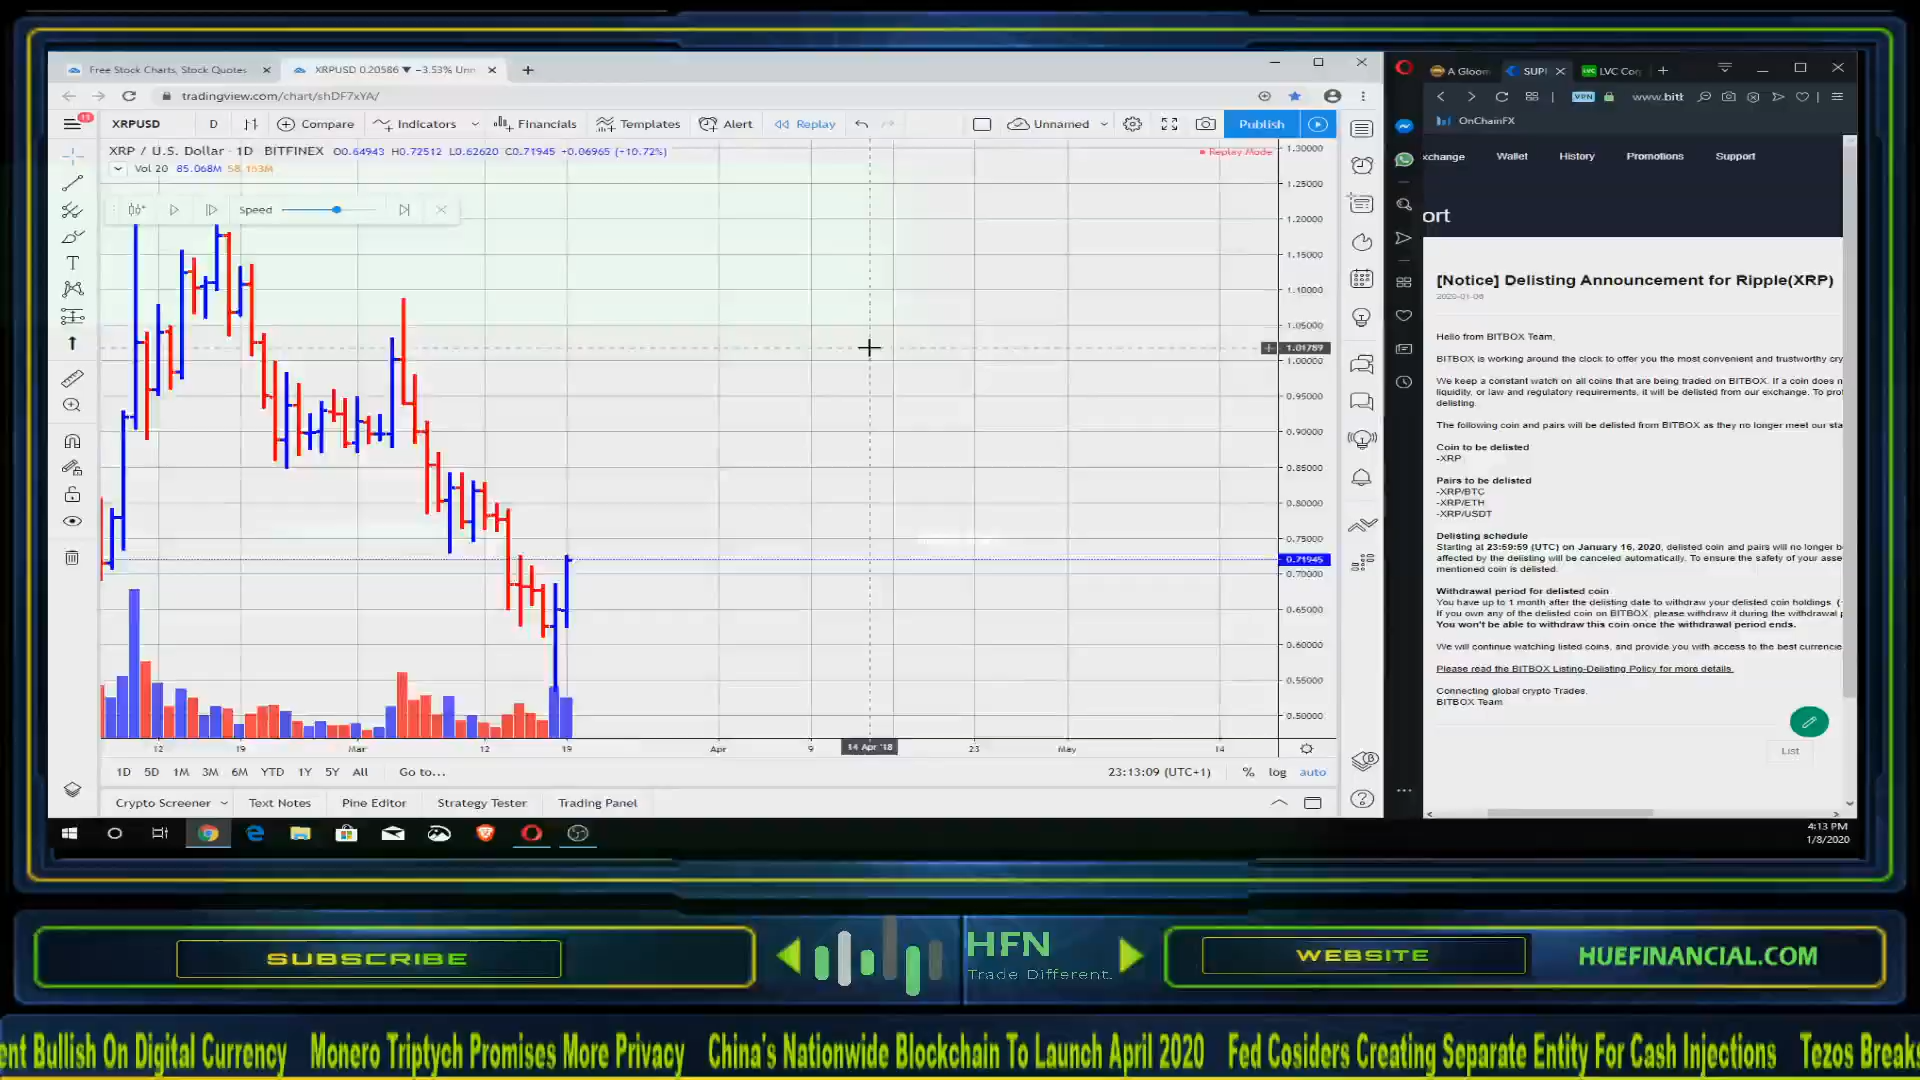 Free Stock Charts, Stock Quotes
XRPUSD 0.20586 ▼ −3.53% Unn
tradingview.com/chart/shDF7xYA/
XRPUSD
D
Compare
Indicators
Financials
Templates
Alert
Replay
Unnamed
Publish
XRP / U.S. Dollar · 1D · BITFINEX O0.64943 H0.72512 L0.62620 C0.71945 +0.06965 (+10.72%)
Replay Mode
Vol 20 85.068M
Speed
1.30000
1.25000
1.20000
1.15000
1.10000
1.05000
1.01789
1.00000
0.95000
0.90000
0.85000
0.80000
0.75000
0.71945
0.70000
0.65000
0.60000
0.55000
0.50000
12 19 Mar 12 19 Apr 9 14 Apr '18 23 May 14
1D 5D 1M 3M 6M YTD 1Y 5Y All Go to...
23:13:09 (UTC+1) % log auto
Crypto Screener Text Notes Pine Editor Strategy Tester Trading Panel
A Gloom
SUPI
LVC Cor
VPN
www.bitl
OnChainFX
xchange Wallet History Promotions Support
ort
[Notice] Delisting Announcement for Ripple(XRP)
Hello from BITBOX Team,
BITBOX is working around the clock to offer you the most convenient and trustworthy cry
We keep a constant watch on all coins that are being traded on BITBOX. If a coin does n
liquidity, or law and regulatory requirements, it will be delisted from our exchange. To prot
delisting.
The following coin and pairs will be delisted from BITBOX as they no longer meet our sta
Coin to be delisted
-XRP
Pairs to be delisted
-XRP/BTC
-XRP/ETH
-XRP/USDT
Delisting schedule
Starting at 23:59:59 (UTC) on January 16, 2020, delisted coin and pairs will no longer b
affected by the delisting will be canceled automatically. To ensure the safety of your asse
mentioned coin is delisted.
Withdrawal period for delisted coin
You have up to 1 month after the delisting date to withdraw your delisted coin holdings. (
If you own any of the delisted coin on BITBOX, please withdraw it during the withdrawal p
You won't be able to withdraw this coin once the withdrawal period ends.
We will continue watching listed coins, and provide you with access to the best currencie
Please read the BITBOX Listing-Delisting Policy for more details.
Connecting global crypto Trades.
BITBOX Team
List
4:13 PM
1/8/2020
SUBSCRIBE
HFN
Trade Different.
WEBSITE
HUEFINANCIAL.COM
ent Bullish On Digital Currency Monero Triptych Promises More Privacy China's Nationwide Blockchain To Launch April 2020 Fed Cosiders Creating Separate Entity For Cash Injections Tezos Breaks